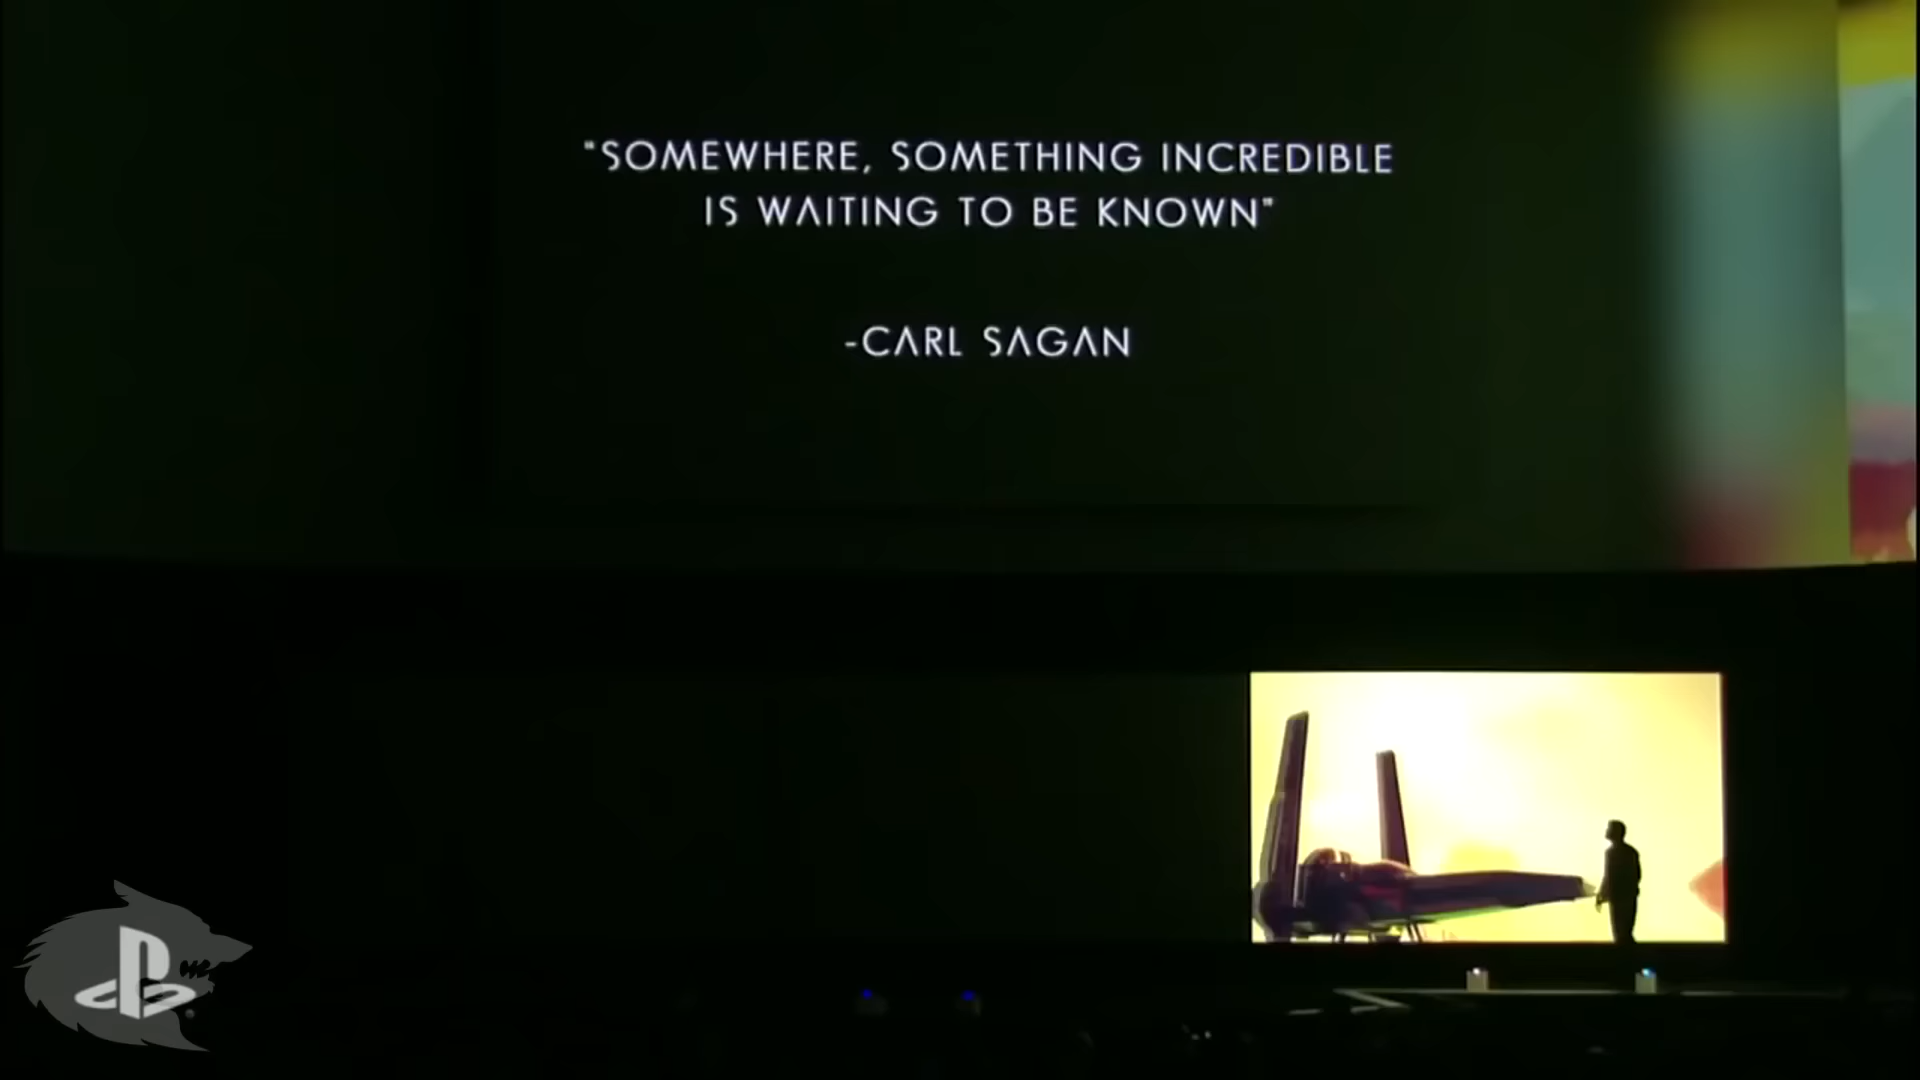 "SOMEWHERE, SOMETHING INCREDIBLE
IS WAITING TO BE KNOWN"
-CARL SAGAN